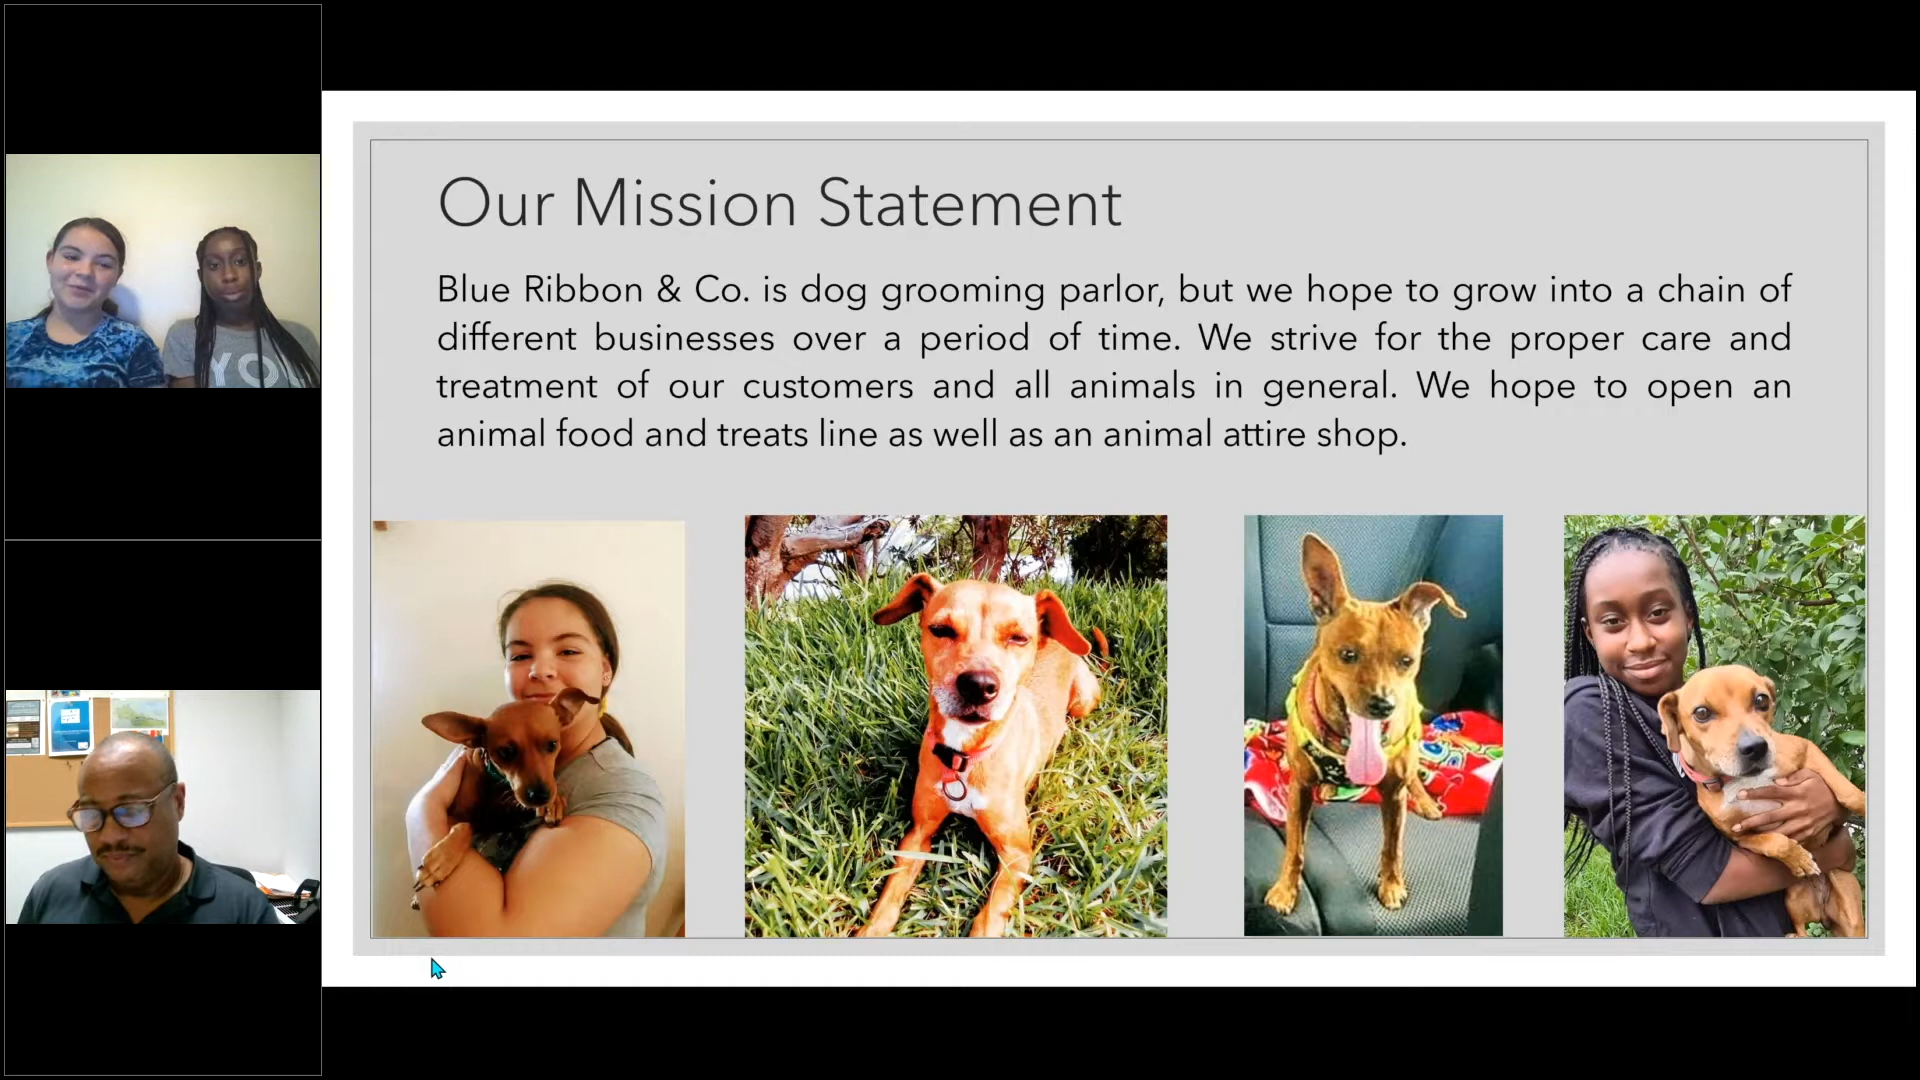 Our Mission Statement
Blue Ribbon & Co. is dog grooming parlor, but we hope to grow into a chain of
different businesses over a period of time. We strive for the proper care and
treatment of our customers and all animals in general. We hope to open an
animal food and treats line as well as an animal attire shop.
YO